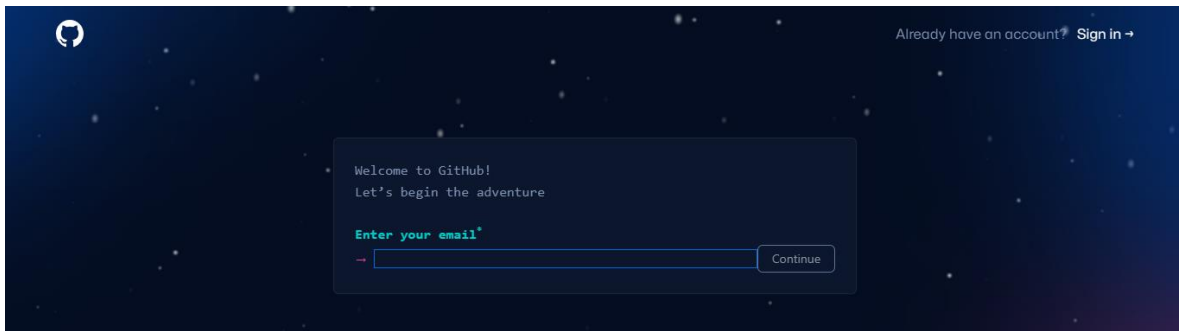 Already have an account? Sign in →
Welcome to GitHub!
Let’s begin the adventure
Enter your email*
→ Continue